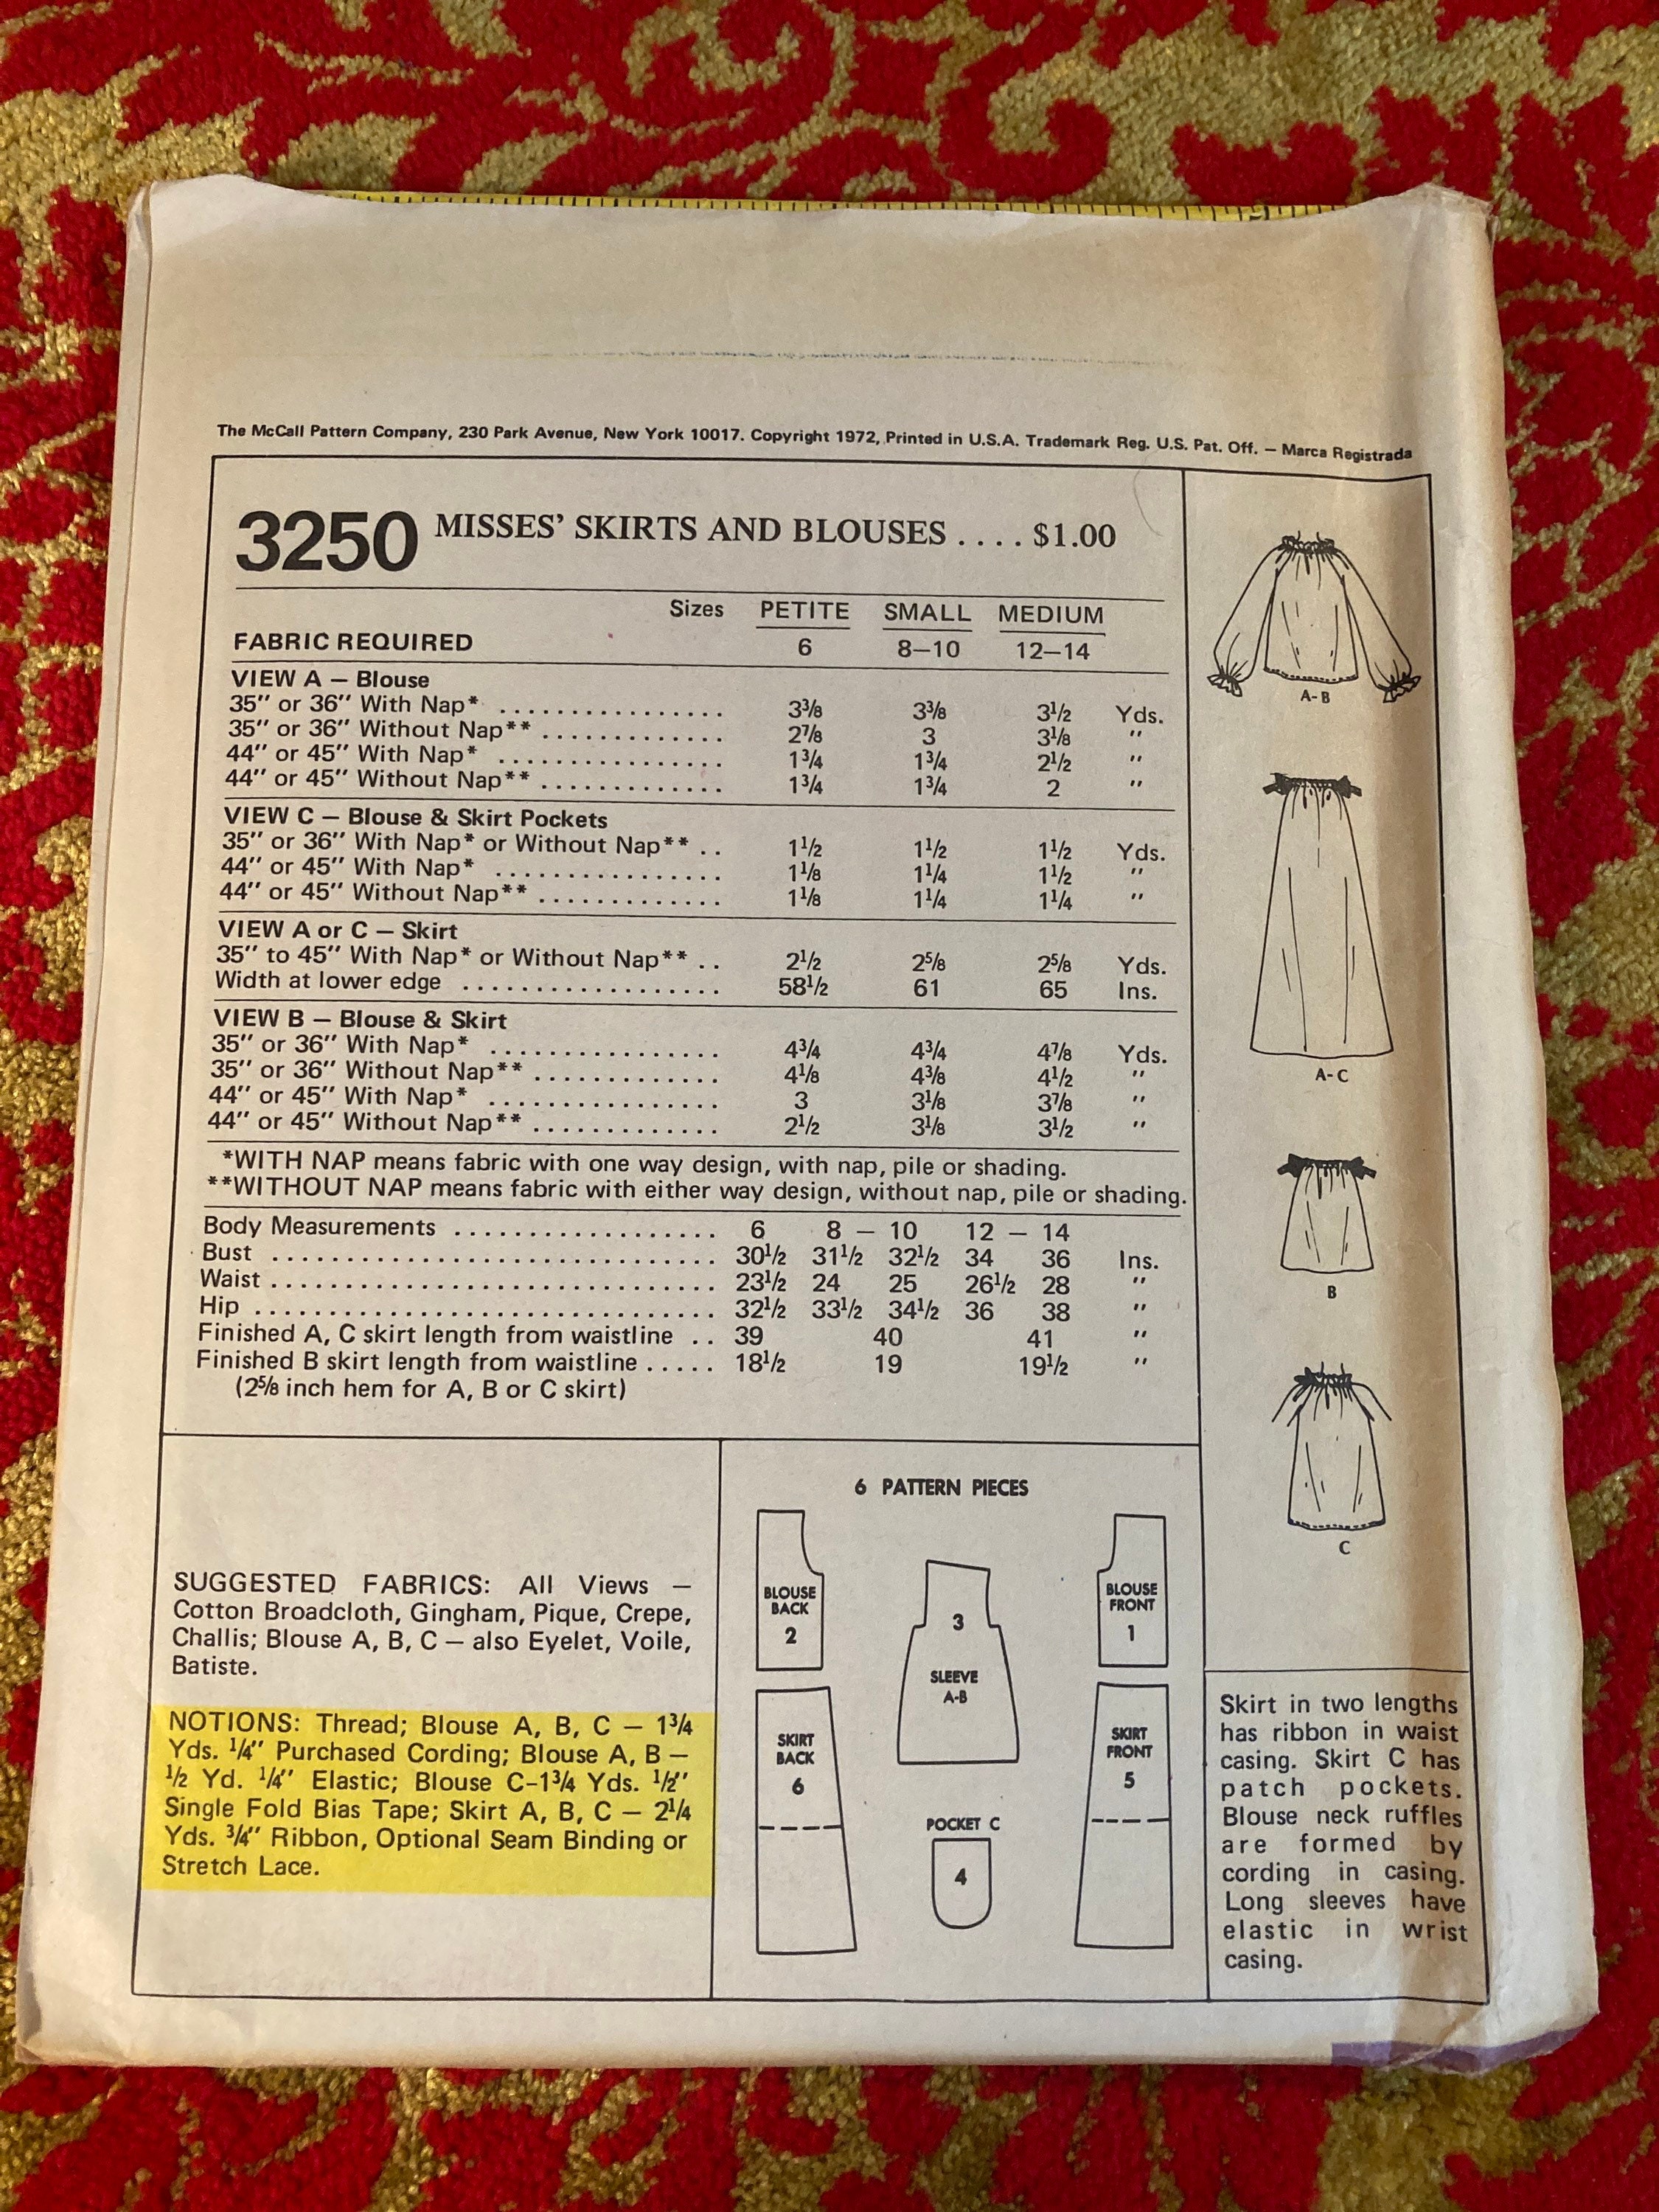 The McCall Pattern Company, 230 Park Avenue, New York 10017. Copyright 1972, Printed in U.S.A. Trademark Reg. U.S. Pat. Off. — Marca Registrada
3250 MISSES' SKIRTS AND BLOUSES .... $1.00
Sizes PETITE SMALL MEDIUM
FABRIC REQUIRED 6 8–10 12–14
VIEW A – Blouse
35" or 36" With Nap* ................ 3⅜ 3⅜ 3½ Yds.
35" or 36" Without Nap** ............. 2⅞ 3 3⅛ "
44" or 45" With Nap* ................ 1¾ 1¾ 2½ "
44" or 45" Without Nap** ............. 1¾ 1¾ 2 "
VIEW C – Blouse & Skirt Pockets
35" or 36" With Nap* or Without Nap** .. 1½ 1½ 1½ Yds.
44" or 45" With Nap* ................ 1⅛ 1¼ 1½ "
44" or 45" Without Nap** ............. 1⅛ 1¼ 1¼ "
VIEW A or C – Skirt
35" to 45" With Nap* or Without Nap** .. 2½ 2⅝ 2⅝ Yds.
Width at lower edge .................. 58½ 61 65 Ins.
VIEW B – Blouse & Skirt
35" or 36" With Nap* ................ 4¾ 4¾ 4⅞ Yds.
35" or 36" Without Nap** ............. 4⅛ 4⅜ 4½ "
44" or 45" With Nap* ................ 3 3⅛ 3⅞ "
44" or 45" Without Nap** ............. 2½ 3⅛ 3½ "
*WITH NAP means fabric with one way design, with nap, pile or shading.
**WITHOUT NAP means fabric with either way design, without nap, pile or shading.
Body Measurements .................. 6 8 – 10 12 – 14
Bust ............................... 30½ 31½ 32½ 34 36 Ins.
Waist ............................... 23½ 24 25 26½ 28 "
Hip ................................ 32½ 33½ 34½ 36 38 "
Finished A, C skirt length from waistline .. 39 40 41 "
Finished B skirt length from waistline ..... 18½ 19 19½ "
(2⅝ inch hem for A, B or C skirt)
A-B
A-C
B
C
SUGGESTED FABRICS: All Views —
Cotton Broadcloth, Gingham, Pique, Crepe,
Challis; Blouse A, B, C — also Eyelet, Voile,
Batiste.
NOTIONS: Thread; Blouse A, B, C — 1¾
Yds. ¼" Purchased Cording; Blouse A, B —
½ Yd. ¼" Elastic; Blouse C-1¾ Yds. ½"
Single Fold Bias Tape; Skirt A, B, C — 2¼
Yds. ¾" Ribbon, Optional Seam Binding or
Stretch Lace.
6 PATTERN PIECES
BLOUSE
BACK
2
3
SLEEVE
A-B
BLOUSE
FRONT
1
SKIRT
BACK
6
POCKET C
4
SKIRT
FRONT
5
Skirt in two lengths
has ribbon in waist
casing. Skirt C has
patch pockets.
Blouse neck ruffles
are formed by
cording in casing.
Long sleeves have
elastic in wrist
casing.